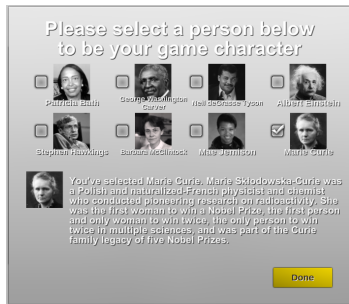 Please select a person below
to be your game character
Patricia Bath
George Washington
Carver
Neil deGrasse Tyson
Albert Einstein
Stephen Hawkings
Barbara McClintock
Mae Jemison
Marie Curie
You've selected Marie Curie. Marie Sklodowska-Curie was
a Polish and naturalized-French physicist and chemist
who conducted pioneering research on radioactivity. She
was the first woman to win a Nobel Prize, the first person
and only woman to win twice, the only person to win
twice in multiple sciences, and was part of the Curie
family legacy of five Nobel Prizes.
Done